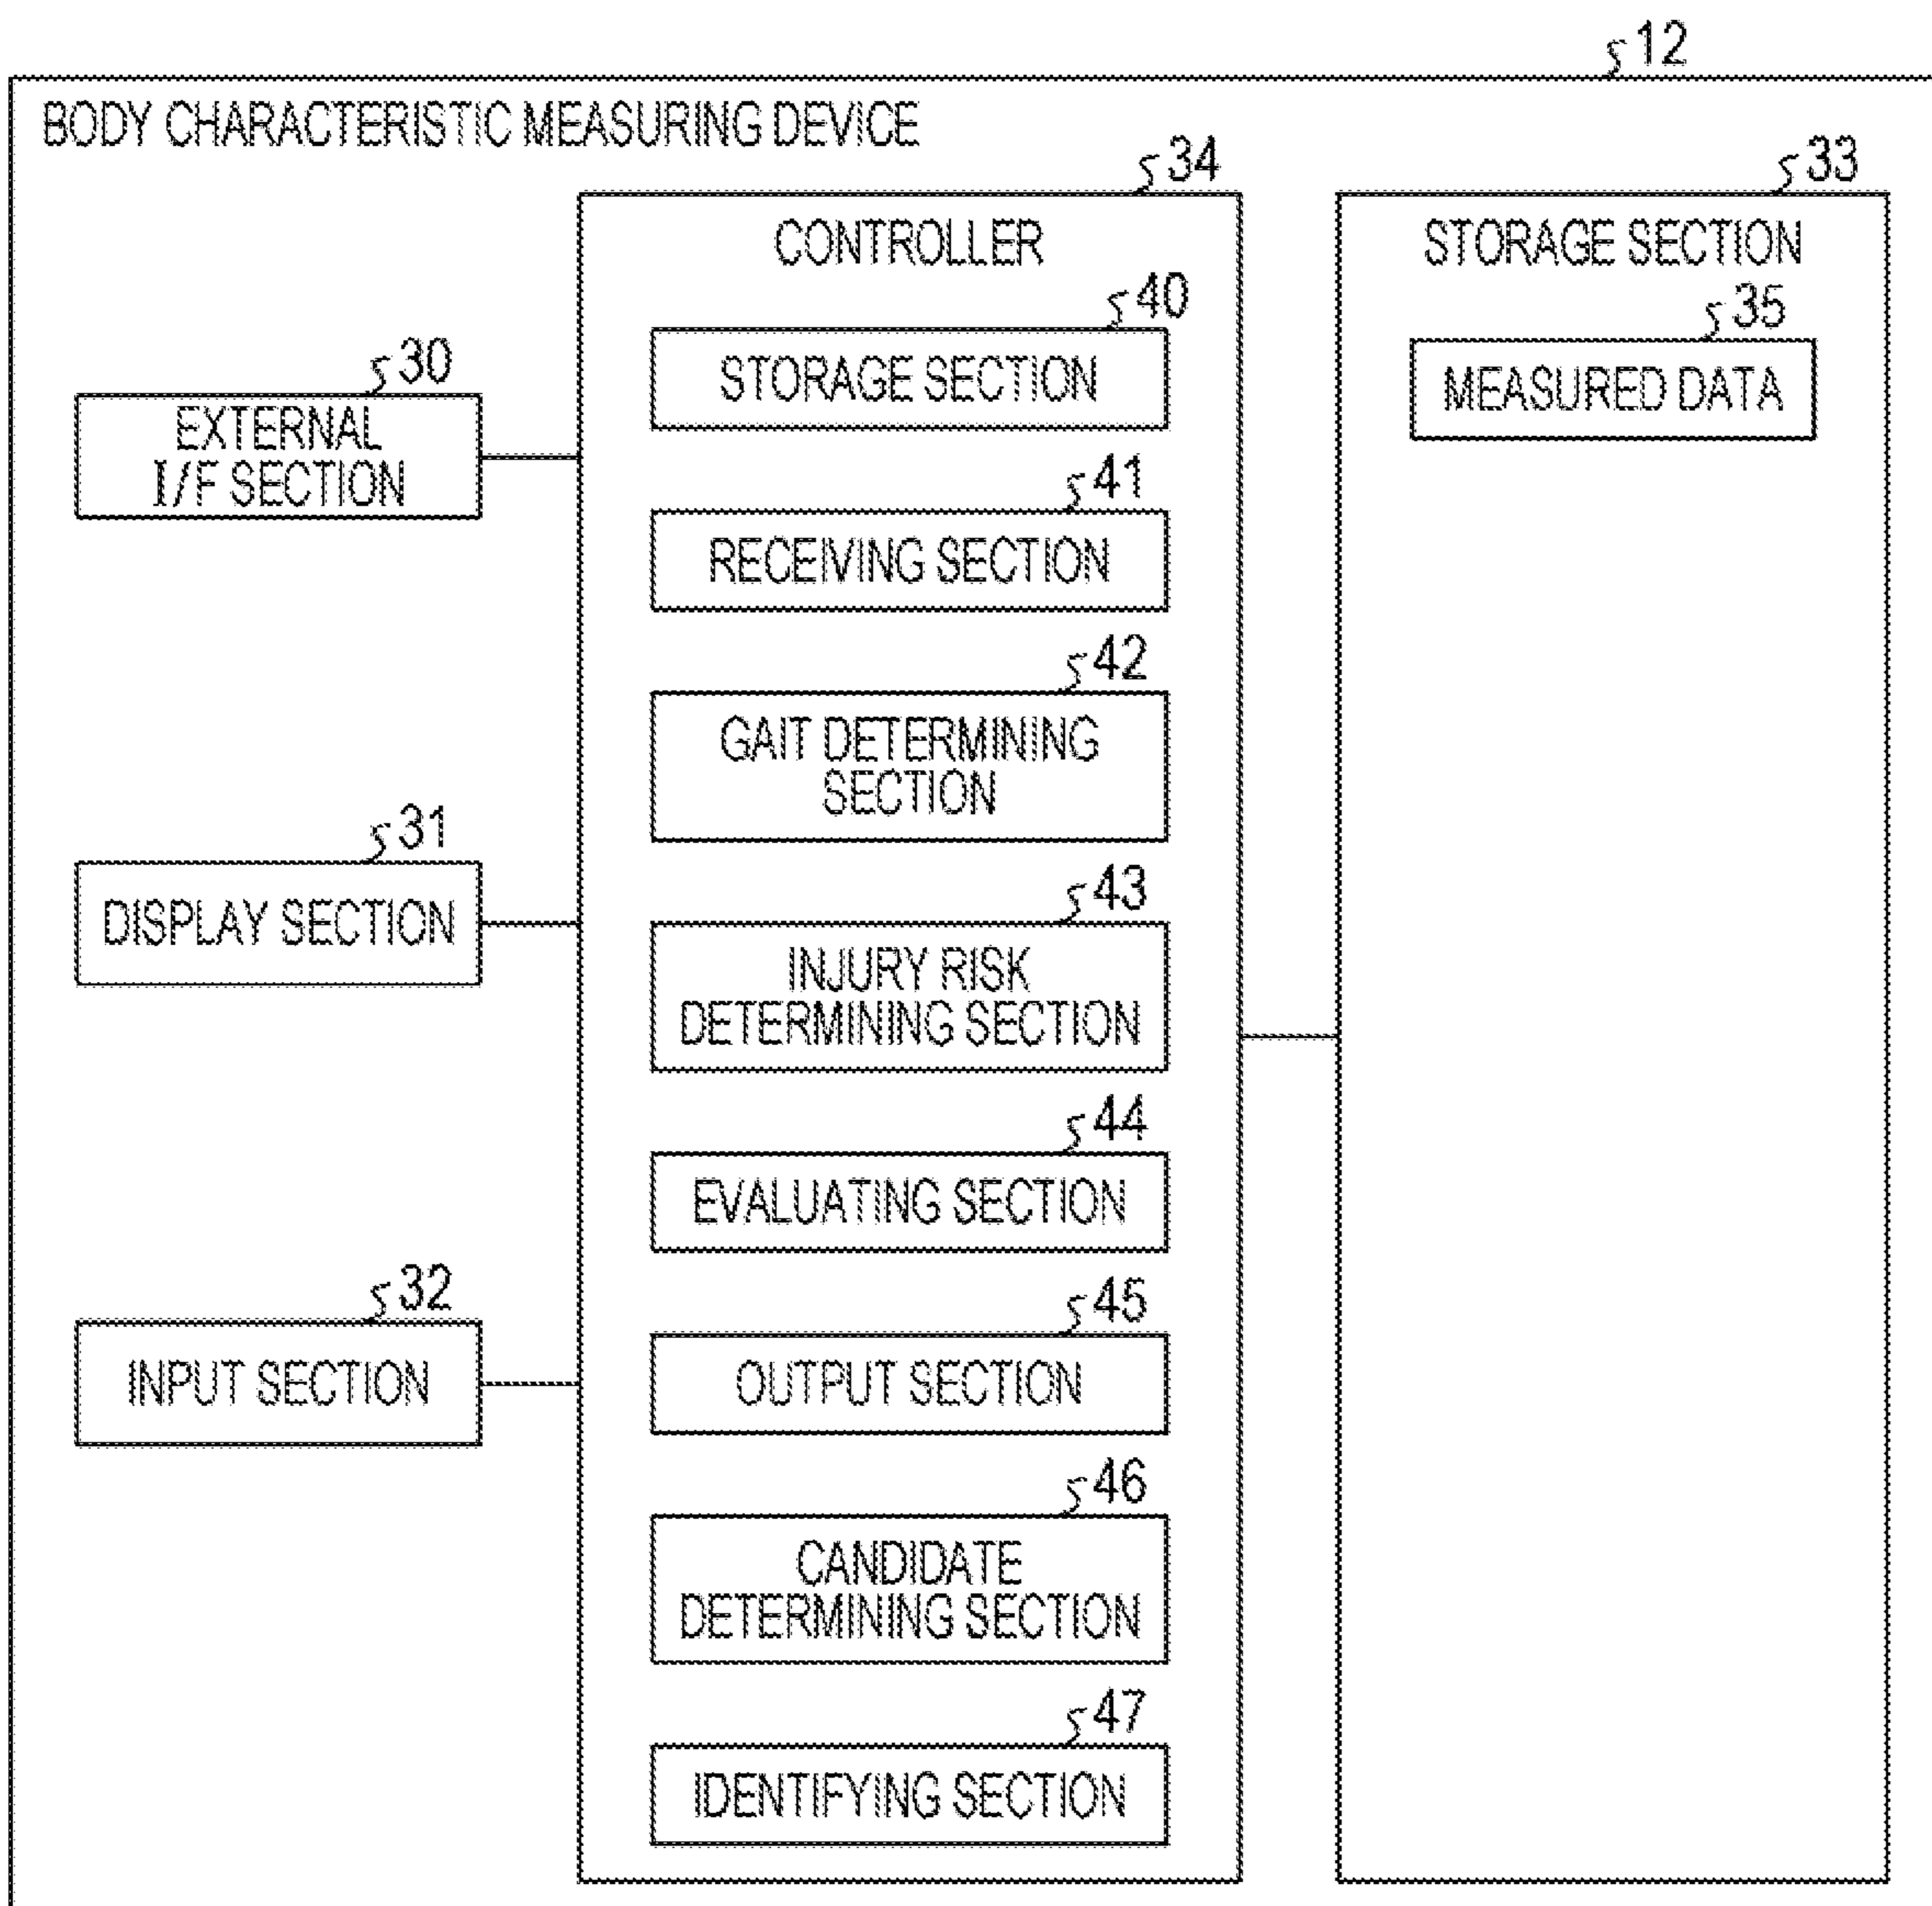 12
BODY CHARACTERISTIC MEASURING DEVICE
34
CONTROLLER
33
STORAGE SECTION
40
STORAGE SECTION
35
MEASURED DATA
30
EXTERNAL
I/F SECTION
41
RECEIVING SECTION
42
GAIT DETERMINING
SECTION
31
DISPLAY SECTION
43
INJURY RISK
DETERMINING SECTION
44
EVALUATING SECTION
32
INPUT SECTION
45
OUTPUT SECTION
46
CANDIDATE
DETERMINING SECTION
47
IDENTIFYING SECTION